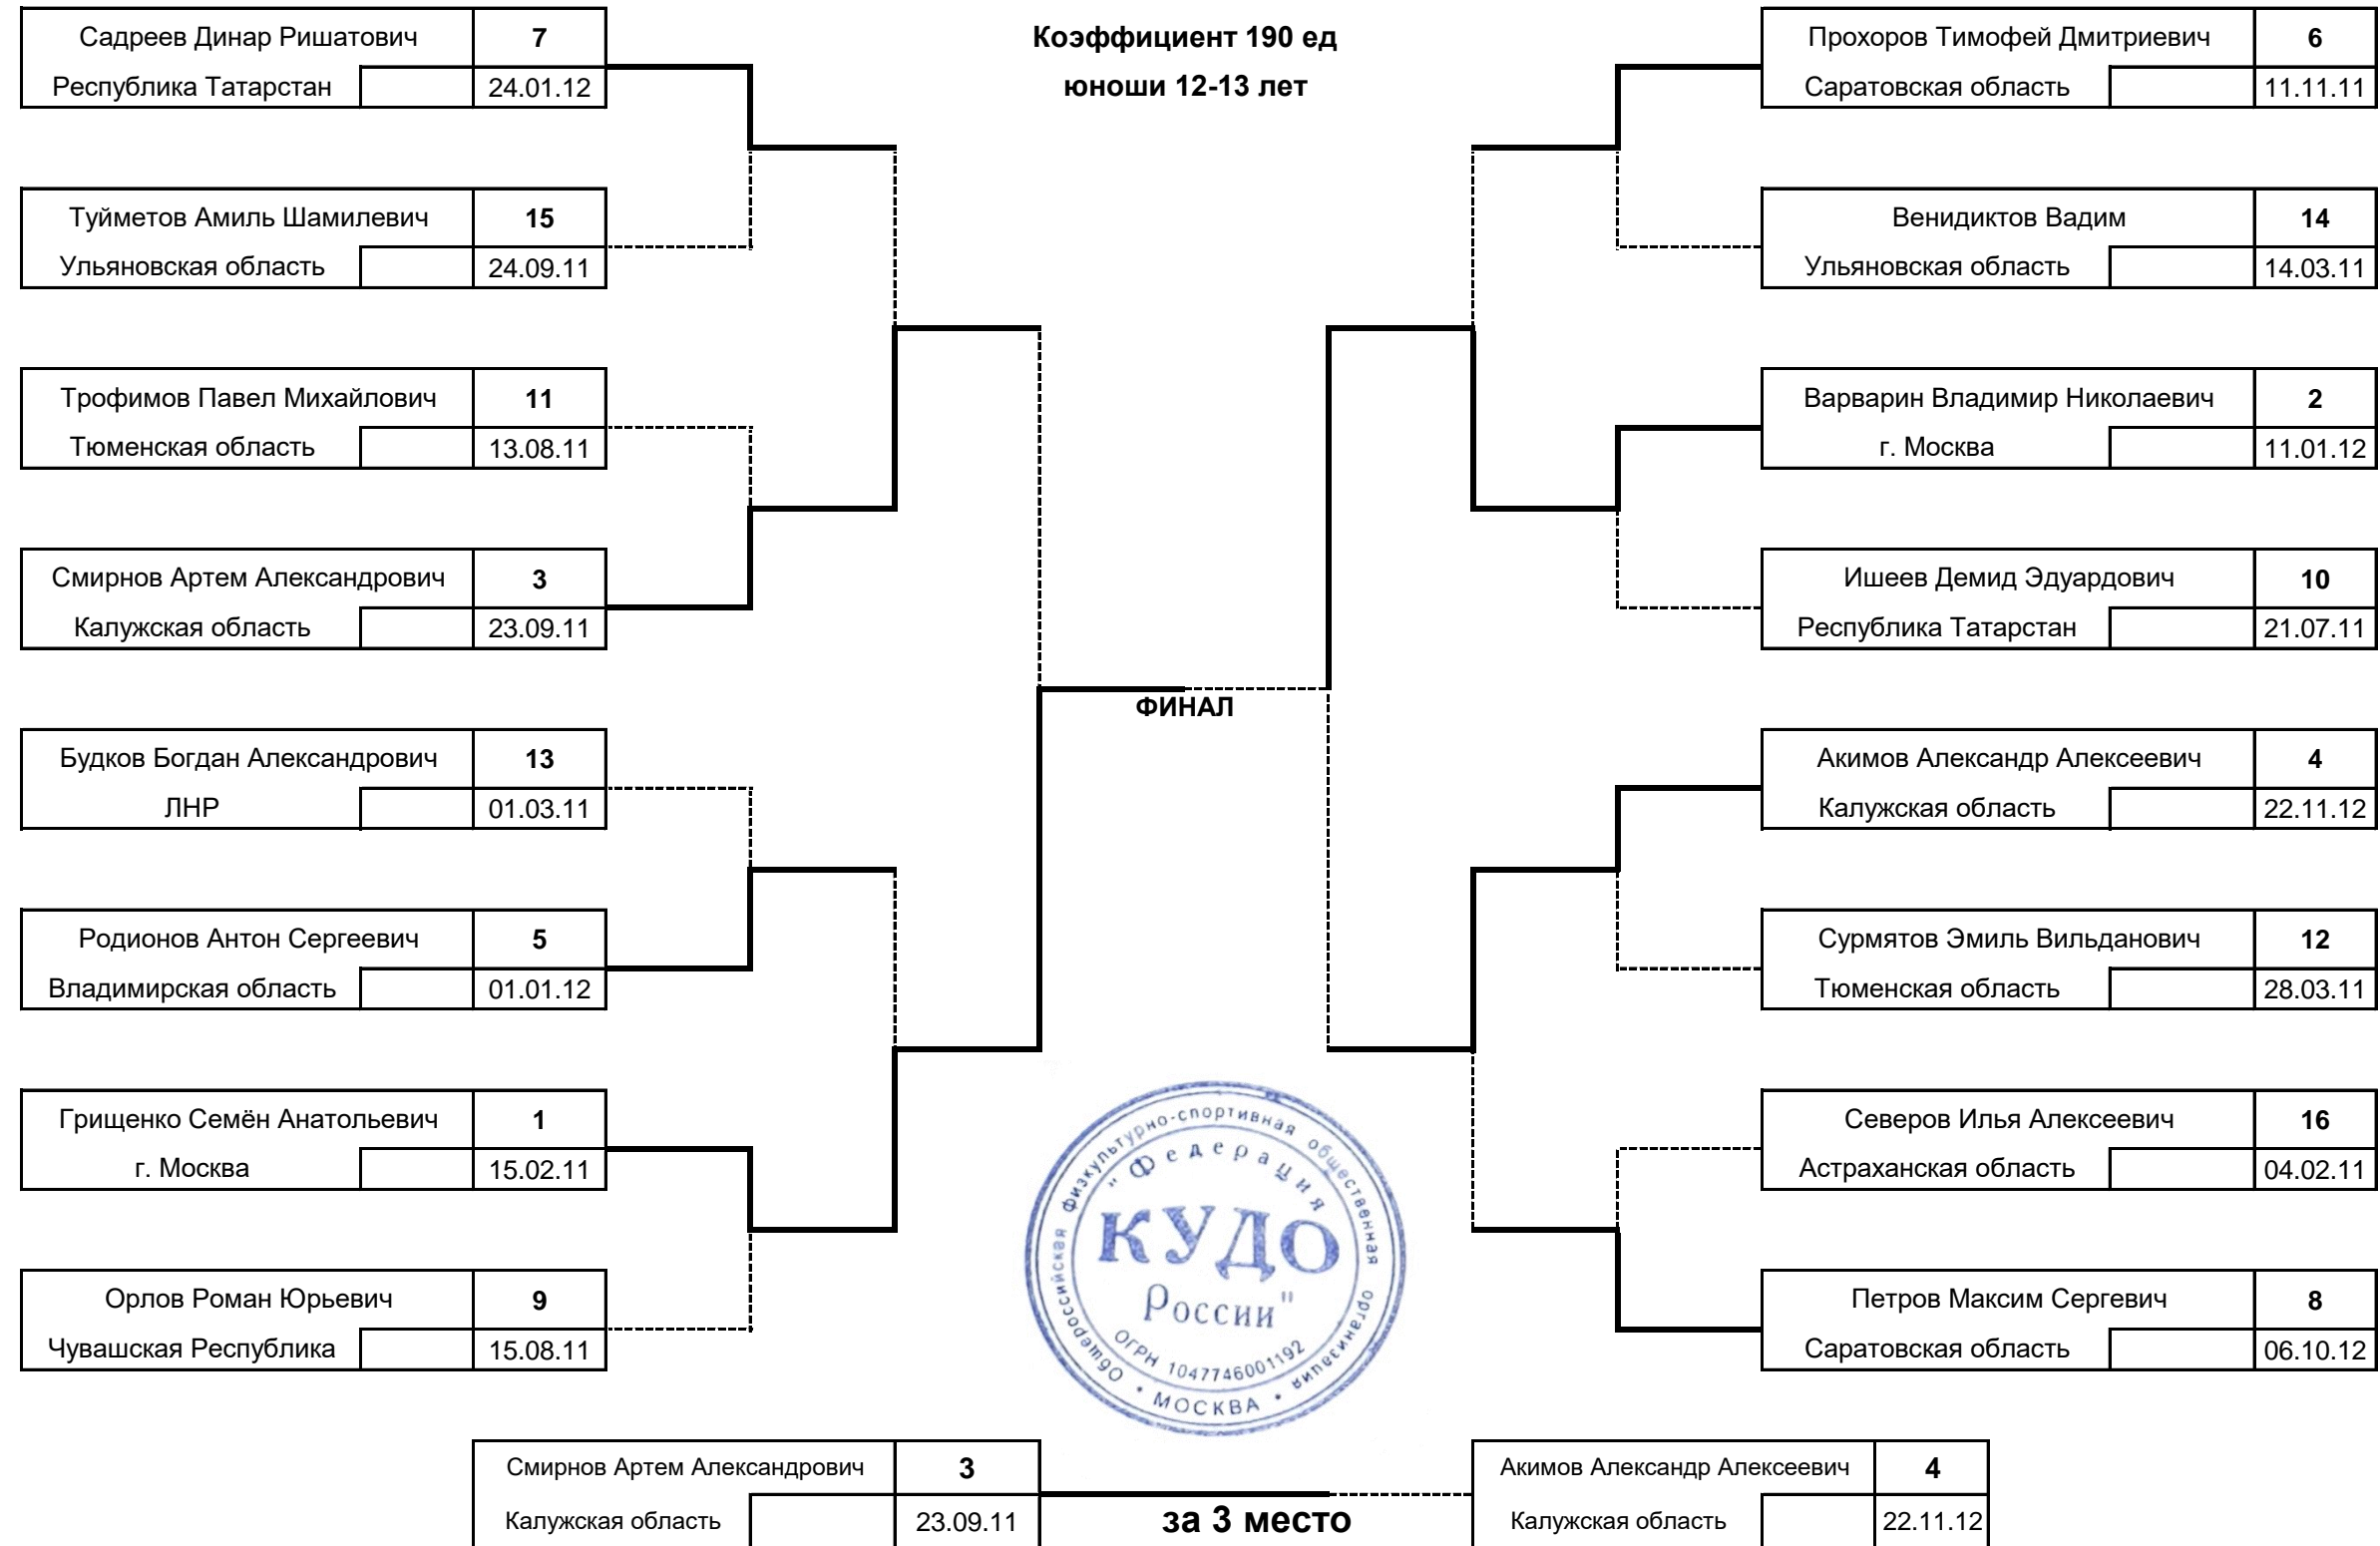 Коэффициент 190 ед
юноши 12-13 лет
Садреев Динар Ришатович 7
Республика Татарстан 24.01.12
Туйметов Амиль Шамилевич 15
Ульяновская область 24.09.11
Трофимов Павел Михайлович 11
Тюменская область 13.08.11
Смирнов Артем Александрович 3
Калужская область 23.09.11
Будков Богдан Александрович 13
ЛНР 01.03.11
Родионов Антон Сергеевич 5
Владимирская область 01.01.12
Грищенко Семён Анатольевич 1
г. Москва 15.02.11
Орлов Роман Юрьевич 9
Чувашская Республика 15.08.11
ФИНАЛ
Прохоров Тимофей Дмитриевич 6
Саратовская область 11.11.11
Венидиктов Вадим 14
Ульяновская область 14.03.11
Варварин Владимир Николаевич 2
г. Москва 11.01.12
Ишеев Демид Эдуардович 10
Республика Татарстан 21.07.11
Акимов Александр Алексеевич 4
Калужская область 22.11.12
Сурмятов Эмиль Вильданович 12
Тюменская область 28.03.11
Северов Илья Алексеевич 16
Астраханская область 04.02.11
Петров Максим Сергевич 8
Саратовская область 06.10.12
Общероссийская физкультурно-спортивная общественная организация
"Федерация
КУДО
России"
ОГРН 1047746001192
• МОСКВА •
Смирнов Артем Александрович 3
Калужская область 23.09.11
за 3 место
Акимов Александр Алексеевич 4
Калужская область 22.11.12